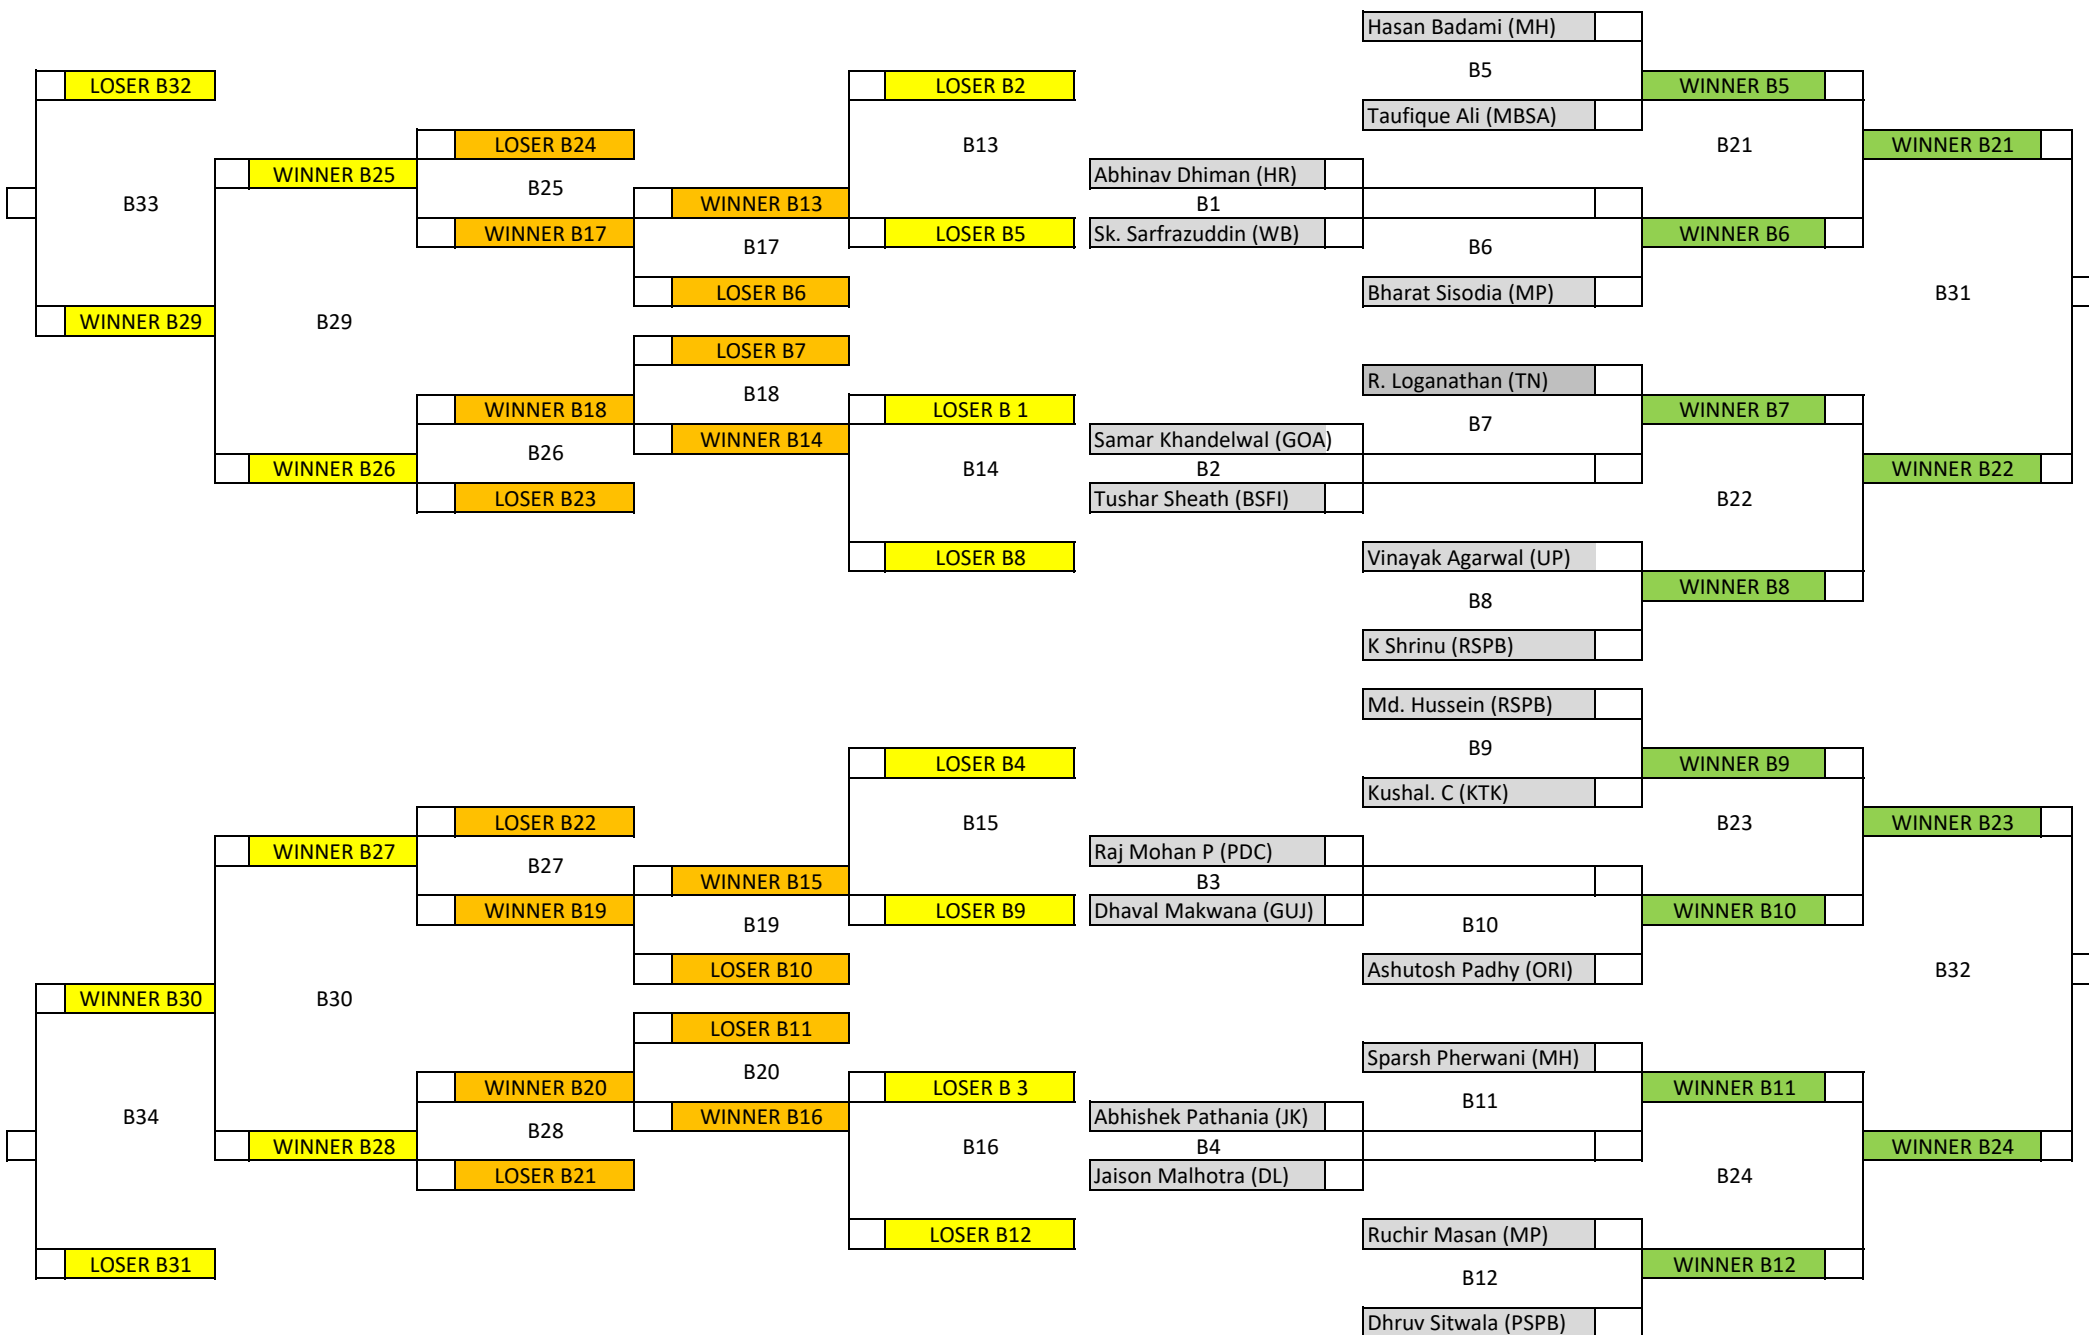 Hasan Badami (MH)
B5
LOSER B32
LOSER B2
WINNER B5
Taufique Ali (MBSA)
LOSER B24
B13
B21
WINNER B21
WINNER B25
B25
Abhinav Dhiman (HR)
B33
WINNER B13
B1
WINNER B17
B17
LOSER B5
Sk. Sarfrazuddin (WB)
B6
WINNER B6
LOSER B6
Bharat Sisodia (MP)
B31
WINNER B29
B29
LOSER B7
B18
R. Loganathan (TN)
WINNER B18
LOSER B 1
B7
WINNER B7
WINNER B14
Samar Khandelwal (GOA)
B26
WINNER B26
B14
B2
WINNER B22
LOSER B23
Tushar Sheath (BSFI)
B22
LOSER B8
Vinayak Agarwal (UP)
B8
WINNER B8
K Shrinu (RSPB)
Md. Hussein (RSPB)
B9
LOSER B4
WINNER B9
Kushal. C (KTK)
LOSER B22
B15
B23
WINNER B23
WINNER B27
B27
Raj Mohan P (PDC)
WINNER B15
B3
WINNER B19
B19
LOSER B9
Dhaval Makwana (GUJ)
B10
WINNER B10
LOSER B10
Ashutosh Padhy (ORI)
B32
WINNER B30
B30
LOSER B11
B20
Sparsh Pherwani (MH)
WINNER B20
LOSER B 3
B11
WINNER B11
B34
WINNER B16
Abhishek Pathania (JK)
B28
WINNER B28
B16
B4
WINNER B24
LOSER B21
Jaison Malhotra (DL)
B24
LOSER B12
Ruchir Masan (MP)
LOSER B31
B12
WINNER B12
Dhruv Sitwala (PSPB)